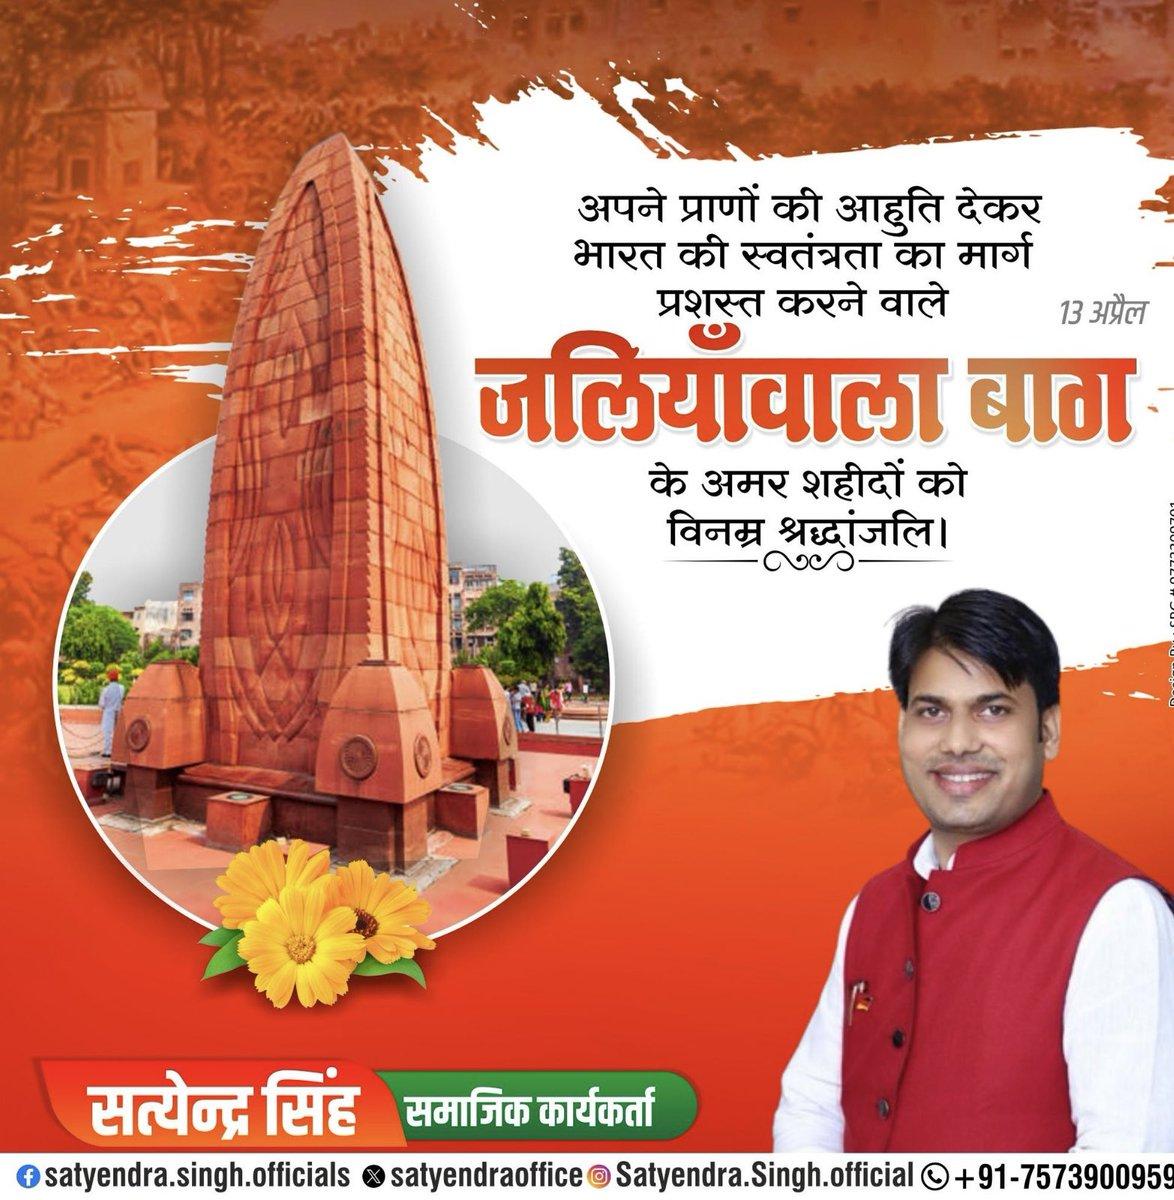 अपने प्राणों की आहुति देकर
भारत की स्वतंत्रता का मार्ग
प्रशस्त करने वाले
13 अप्रैल
जलियाँवाला बाग
के अमर शहीदों को
विनम्र श्रद्धांजलि।
सत्येन्द्र सिंह
समाजिक कार्यकर्ता
satyendra.singh.officials satyendraoffice Satyendra.Singh.official +91-7573900959